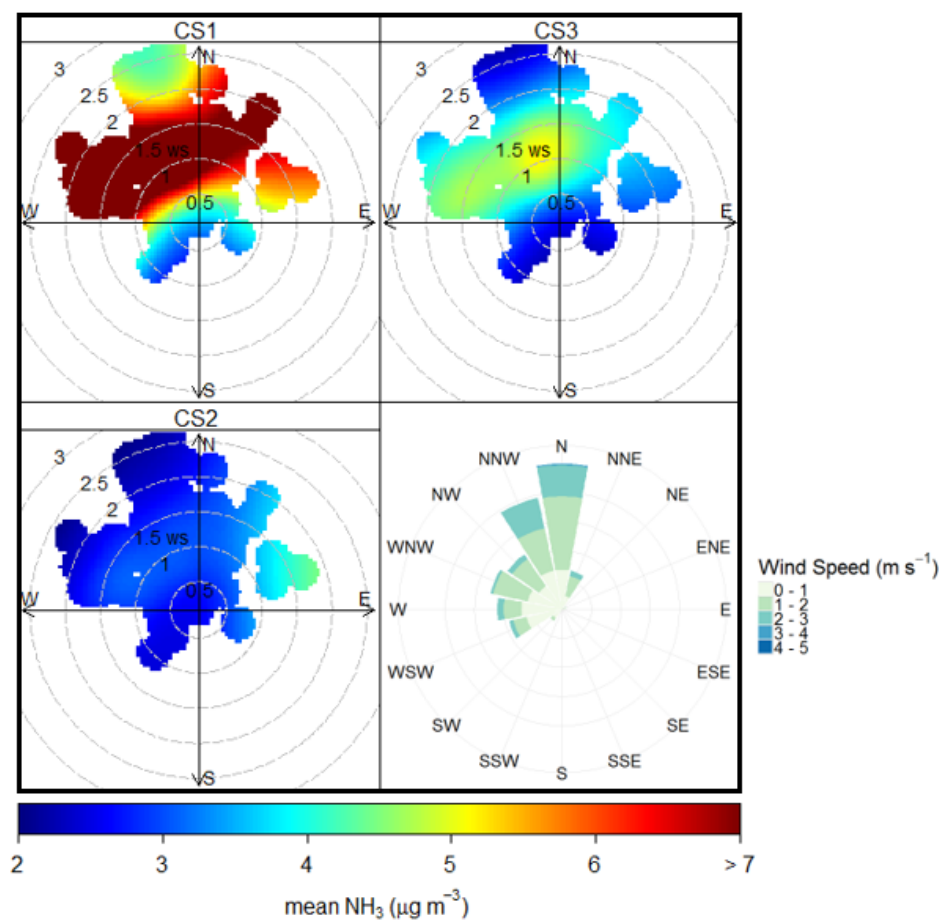 CS1
3
2.5
2
1.5 ws
1
0.5
N
W
E
S
CS3
3
2.5
2
1.5 ws
1
0.5
N
W
E
S
CS2
3
2.5
2
1.5 ws
1
0.5
N
W
E
S
N
NNE
NE
ENE
E
ESE
SE
SSE
S
SSW
SW
WSW
W
WNW
NW
NNW
Wind Speed (m s⁻¹)
0 - 1
1 - 2
2 - 3
3 - 4
4 - 5
2 3 4 5 6 > 7
mean NH₃ (µg m⁻³)